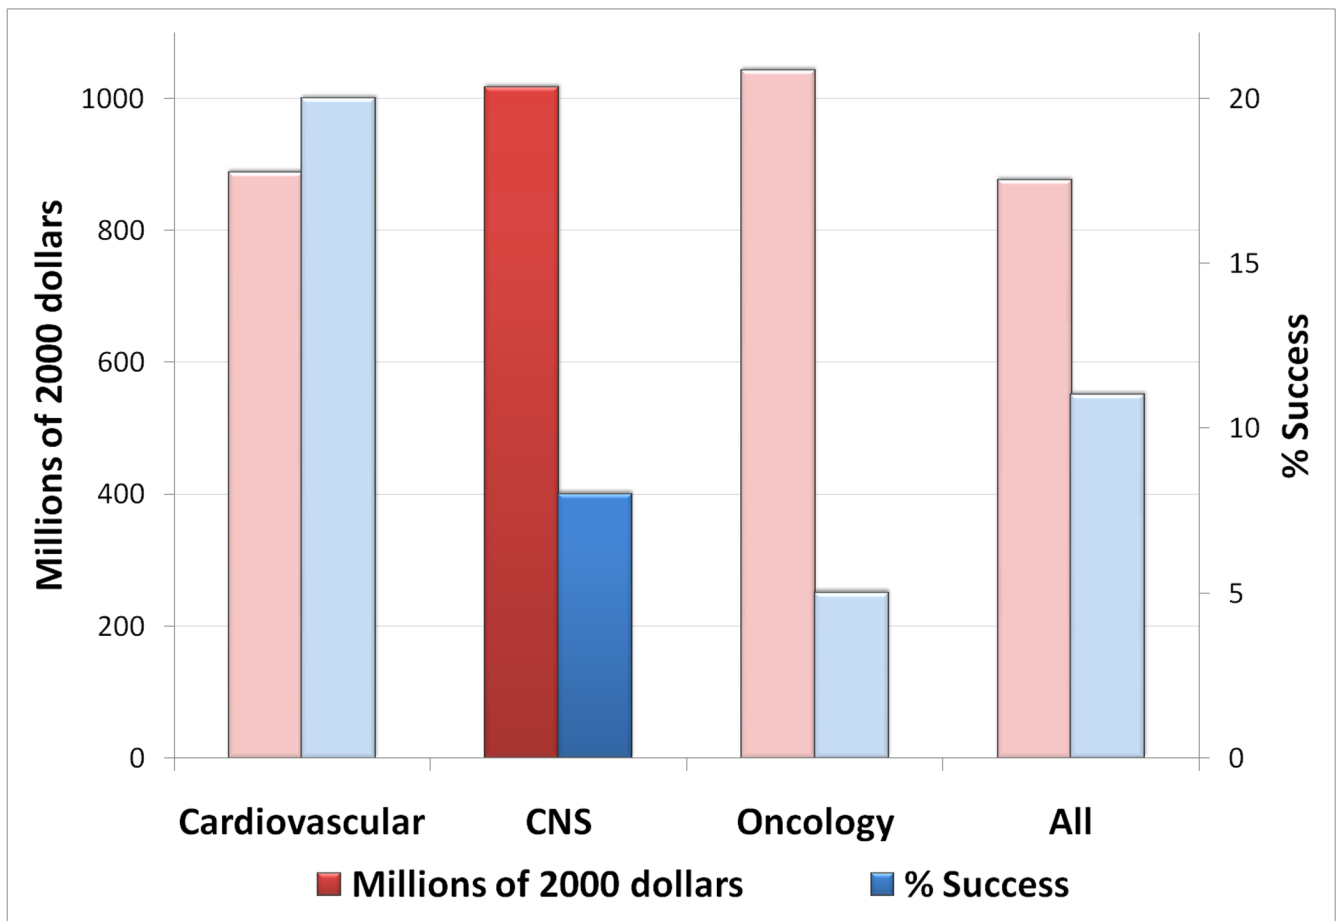 Millions of 2000 dollars
1000
800
600
400
200
0
20
15
10
5
0
% Success
Cardiovascular CNS Oncology All
Millions of 2000 dollars % Success